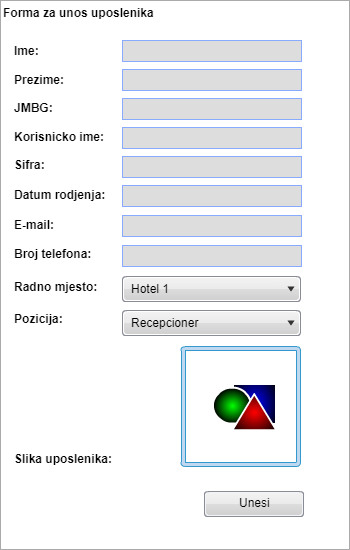 Forma za unos uposlenika
Ime:
Prezime:
JMBG:
Korisnicko ime:
Sifra:
Datum rodjenja:
E-mail:
Broj telefona:
Radno mjesto: Hotel 1
Pozicija: Recepcioner
Slika uposlenika:
Unesi